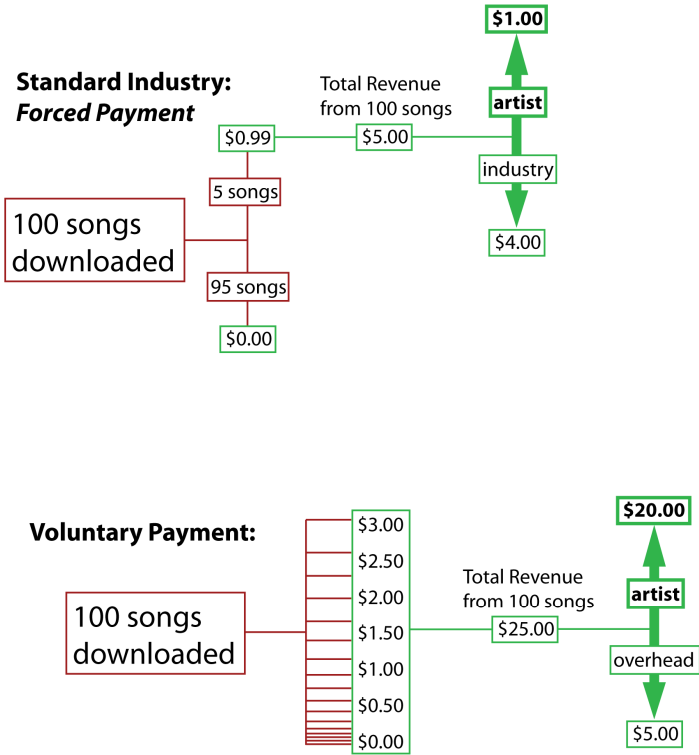 $1.00
Standard Industry:
Forced Payment
Total Revenue
from 100 songs
artist
$0.99
$5.00
industry
5 songs
100 songs
downloaded
$4.00
95 songs
$0.00
Voluntary Payment:
$3.00
$2.50
$2.00
$1.50
$1.00
$0.50
$0.00
100 songs
downloaded
Total Revenue
from 100 songs
$25.00
$20.00
artist
overhead
$5.00